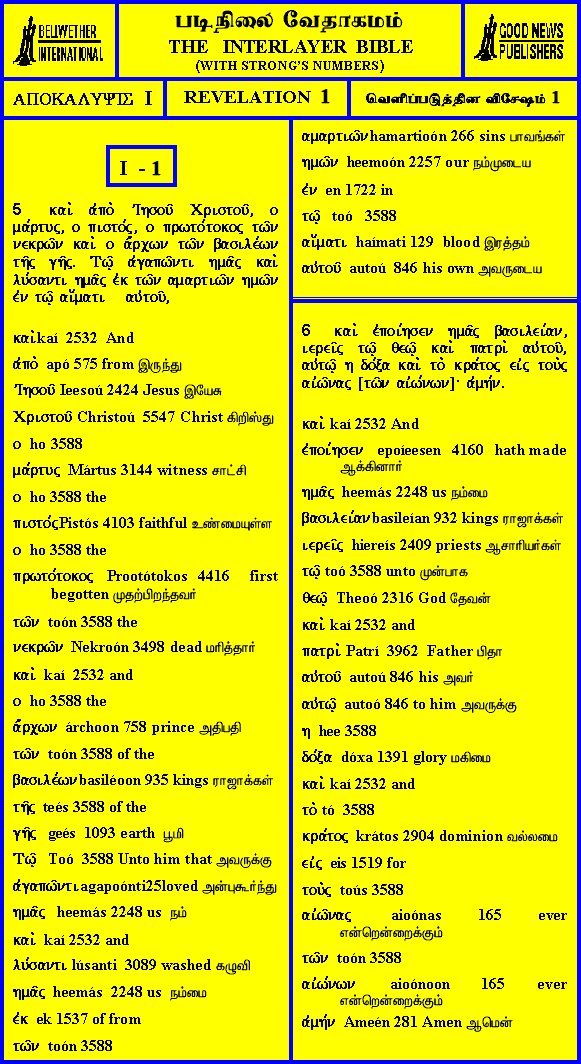 BELLWETHER
INTERNATIONAL
படிநிலை வேதாகமம்
THE INTERLAYER BIBLE
(WITH STRONG'S NUMBERS)
GOOD NEWS
PUBLISHERS
ΑΠΟΚΑΛΥΨΙΣ I
REVELATION 1
வெளிப்படுத்தின விசேஷம் 1
I - 1
5 καὶ ἀπὸ Ἰησοῦ Χριστοῦ, ο
μάρτυς, ο πιστός, ο πρωτότοκος τῶν
νεκρῶν καὶ ο ἄρχων τῶν βασιλέων
τῆς γῆς. Τῷ ἀγαπῶντι ημᾶς καὶ
λύσαντι ημᾶς ἐκ τῶν αμαρτιῶν ημῶν
ἐν τῷ αἵματι αὐτοῦ,
καὶ kaí 2532 And
ἀπὸ apó 575 from இருந்து
Ἰησοῦ Ieesoú 2424 Jesus இயேசு
Χριστοῦ Christoú 5547 Christ கிறிஸ்து
ο ho 3588
μάρτυς Mártus 3144 witness சாட்சி
ο ho 3588 the
πιστός Pistós 4103 faithful உண்மையுள்ள
ο ho 3588 the
πρωτότοκος Prootótokos 4416 first
begotten முதற்பிறந்தவர்
τῶν toón 3588 the
νεκρῶν Nekroón 3498 dead மரித்தார்
καὶ kaí 2532 and
ο ho 3588 the
ἄρχων árchoon 758 prince அதிபதி
τῶν toón 3588 of the
βασιλέων basiléoon 935 kings ராஜாக்கள்
τῆς teés 3588 of the
γῆς geés 1093 earth பூமி
Τῷ Toó 3588 Unto him that அவருக்கு
ἀγαπῶντι agapoónti25loved அன்புகூர்ந்து
ημᾶς heemás 2248 us நம்
καὶ kaí 2532 and
λύσαντι lúsanti 3089 washed கழுவி
ημᾶς heemás 2248 us நம்மை
ἐκ ek 1537 of from
τῶν toón 3588
αμαρτιῶν hamartioón 266 sins பாவங்கள்
ημῶν heemoón 2257 our நம்முடைய
ἐν en 1722 in
τῷ toó 3588
αἵματι haímati 129 blood இரத்தம்
αὐτοῦ autoú 846 his own அவருடைய
6 καὶ ἐποίησεν ημᾶς βασιλείαν,
ιερεῖς τῷ θεῷ καὶ πατρὶ αὐτοῦ,
αὐτῷ η δόξα καὶ τὸ κράτος εἰς τοὺς
αἰῶνας [τῶν αἰώνων]· ἀμήν.
καὶ kaí 2532 And
ἐποίησεν epoíeesen 4160 hath made
ஆக்கினார்
ημᾶς heemás 2248 us நம்மை
βασιλείαν basileían 932 kings ராஜாக்கள்
ιερεῖς hiereís 2409 priests ஆசாரியர்கள்
τῷ toó 3588 unto முன்பாக
θεῷ Theoó 2316 God தேவன்
καὶ kaí 2532 and
πατρὶ Patrí 3962 Father பிதா
αὐτοῦ autoú 846 his அவர்
αὐτῷ autoó 846 to him அவருக்கு
η hee 3588
δόξα dóxa 1391 glory மகிமை
καὶ kaí 2532 and
τὸ tó 3588
κράτος krátos 2904 dominion வல்லமை
εἰς eis 1519 for
τοὺς toús 3588
αἰῶνας aioónas 165 ever
என்றென்றைக்கும்
τῶν toón 3588
αἰώνων aioónoon 165 ever
என்றென்றைக்கும்
ἀμήν Ameén 281 Amen ஆமென்